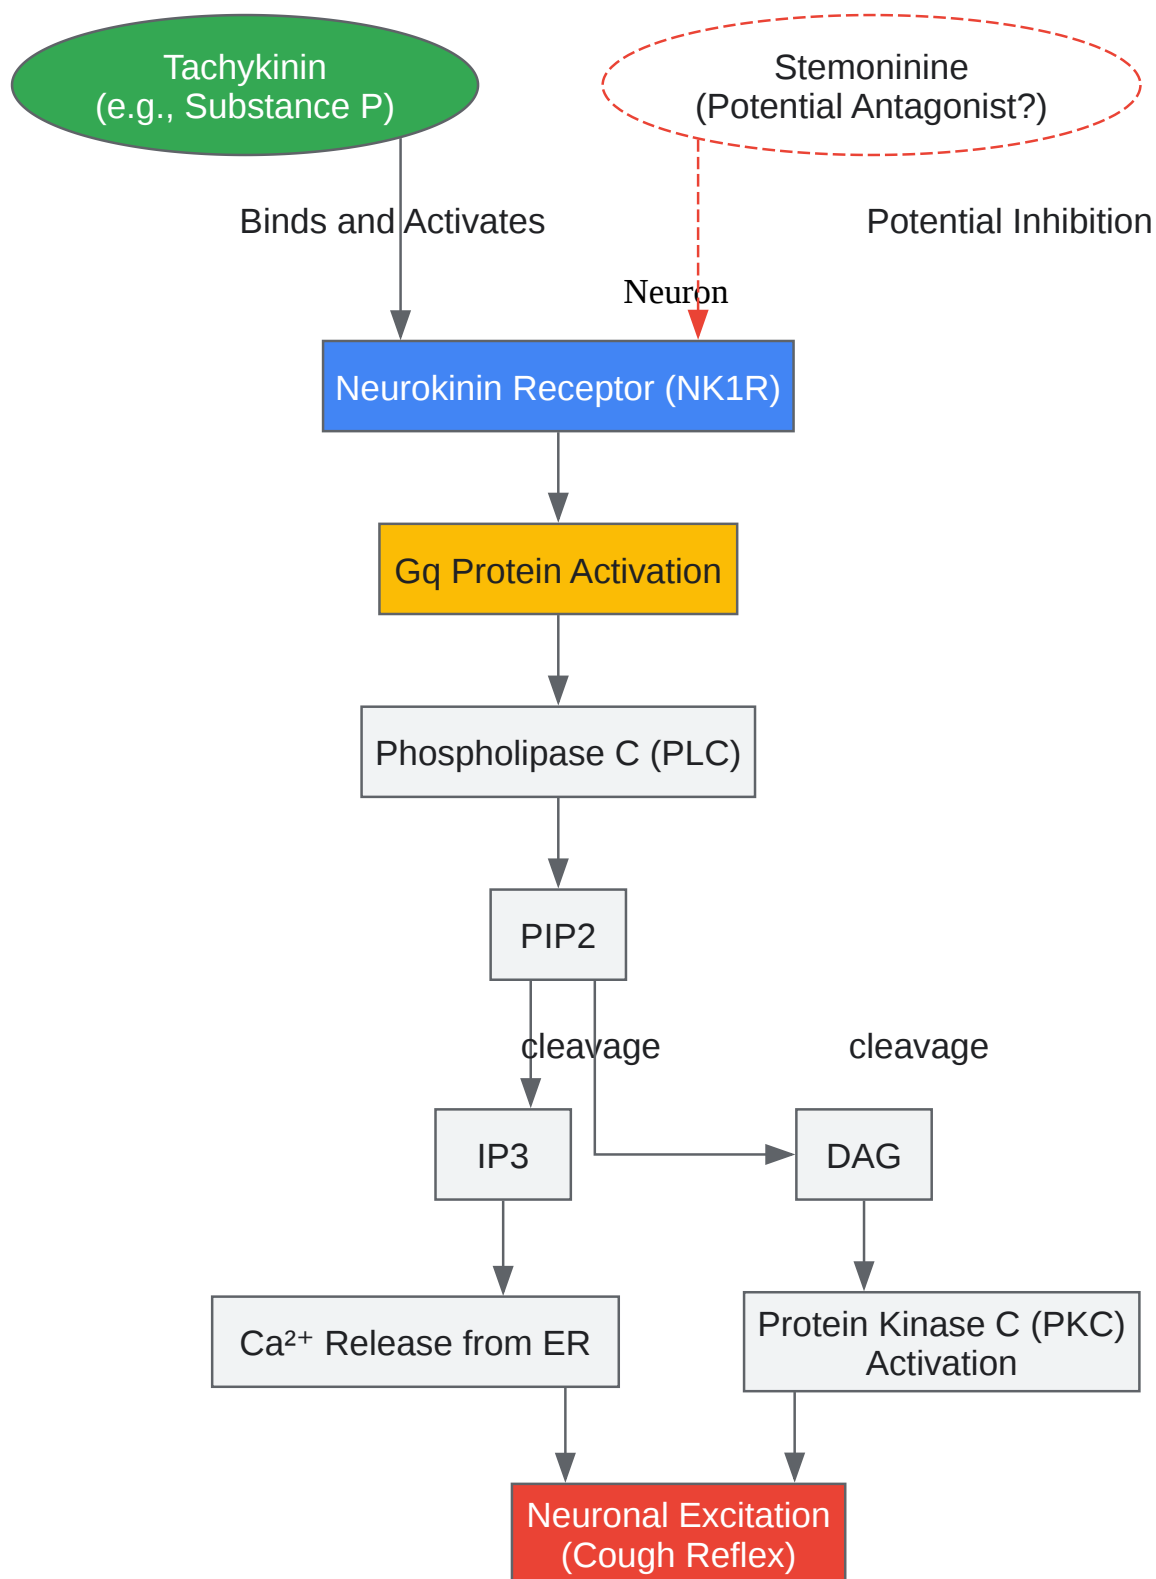 Tachykinin
(e.g., Substance P)
Stemoninine
(Potential Antagonist?)
Binds and Activates
Potential Inhibition
Neuron
Neurokinin Receptor (NK1R)
Gq Protein Activation
Phospholipase C (PLC)
PIP2
cleavage
cleavage
IP3
DAG
Ca²⁺ Release from ER
Protein Kinase C (PKC)
Activation
Neuronal Excitation
(Cough Reflex)